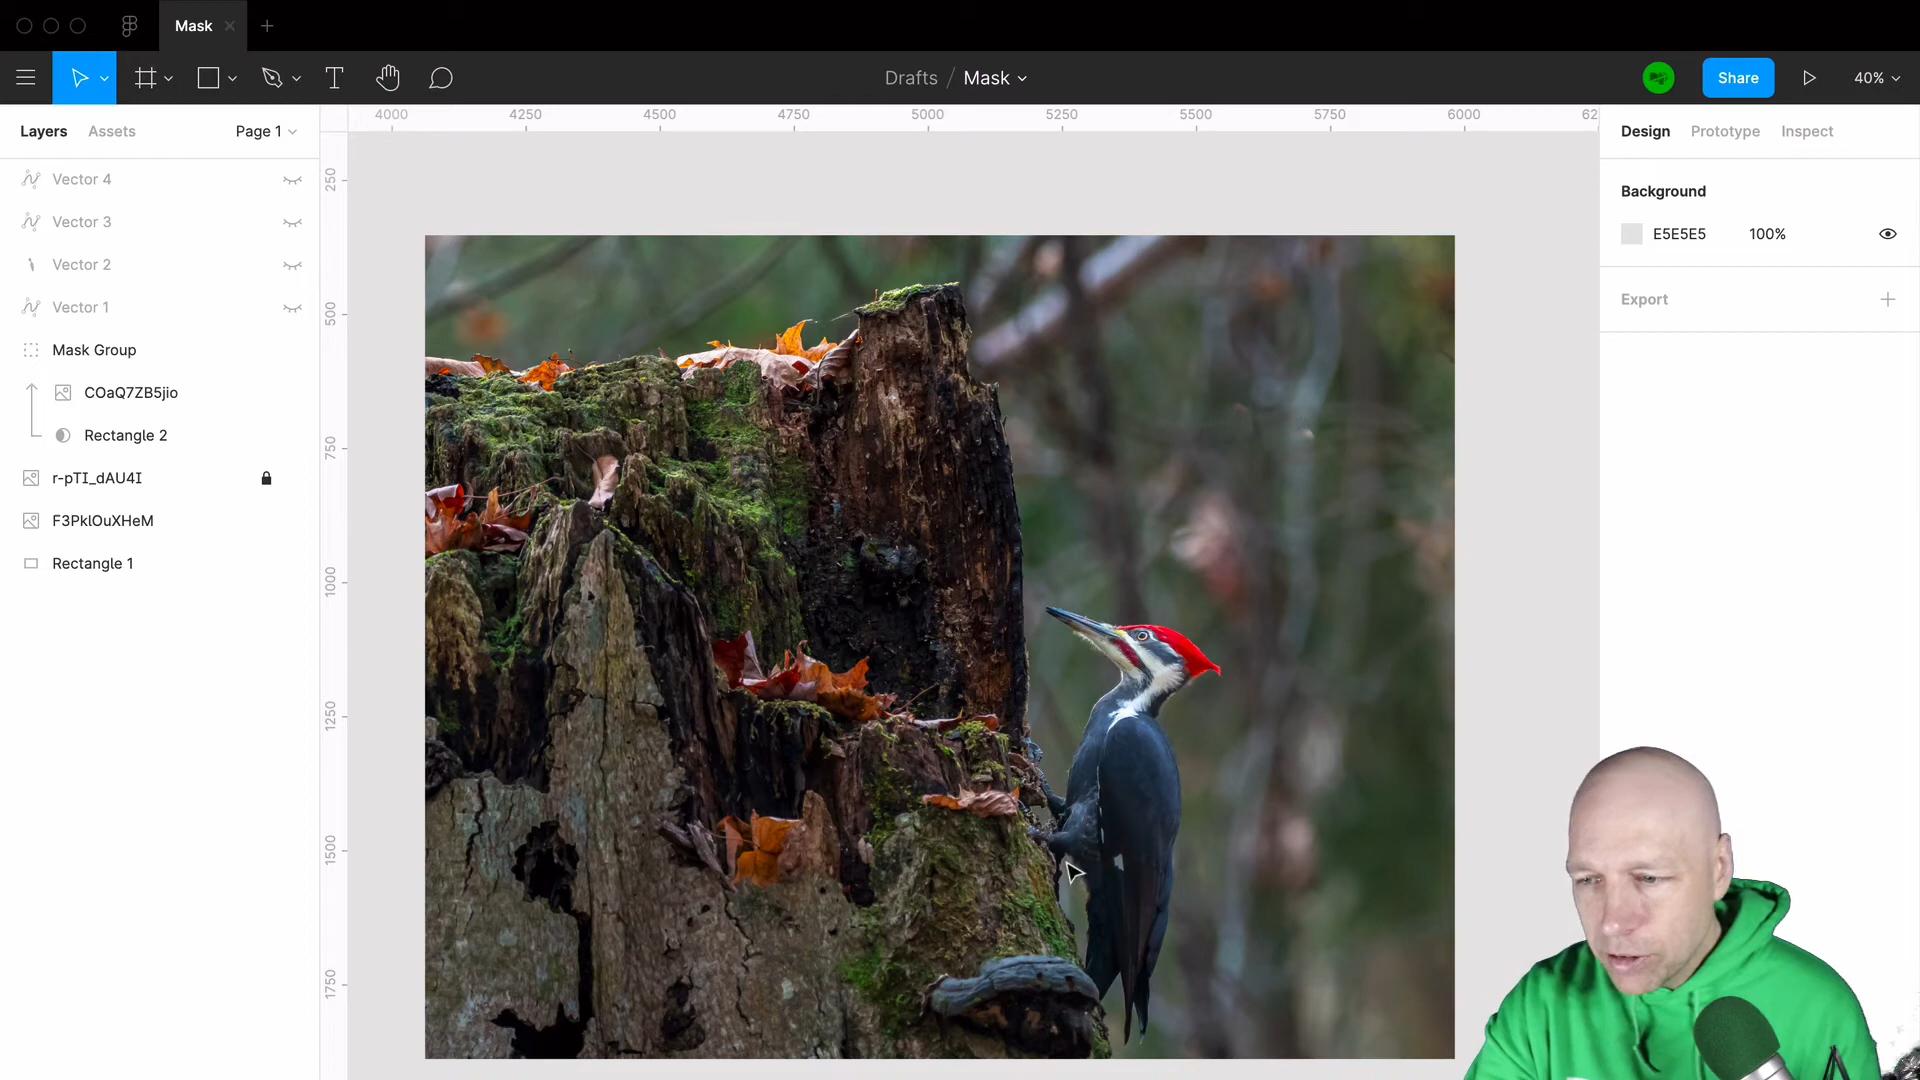 Mask
Drafts / Mask
Share
40%
Layers
Assets
Page 1
4000
4250
4500
4750
5000
5250
5500
5750
6000
62
Design
Prototype
Inspect
Vector 4
Vector 3
Vector 2
Vector 1
Mask Group
COaQ7ZB5jio
Rectangle 2
r-pTI_dAU4I
F3PklOuXHeM
Rectangle 1
250
500
750
1000
1250
1500
1750
Background
E5E5E5
100%
Export